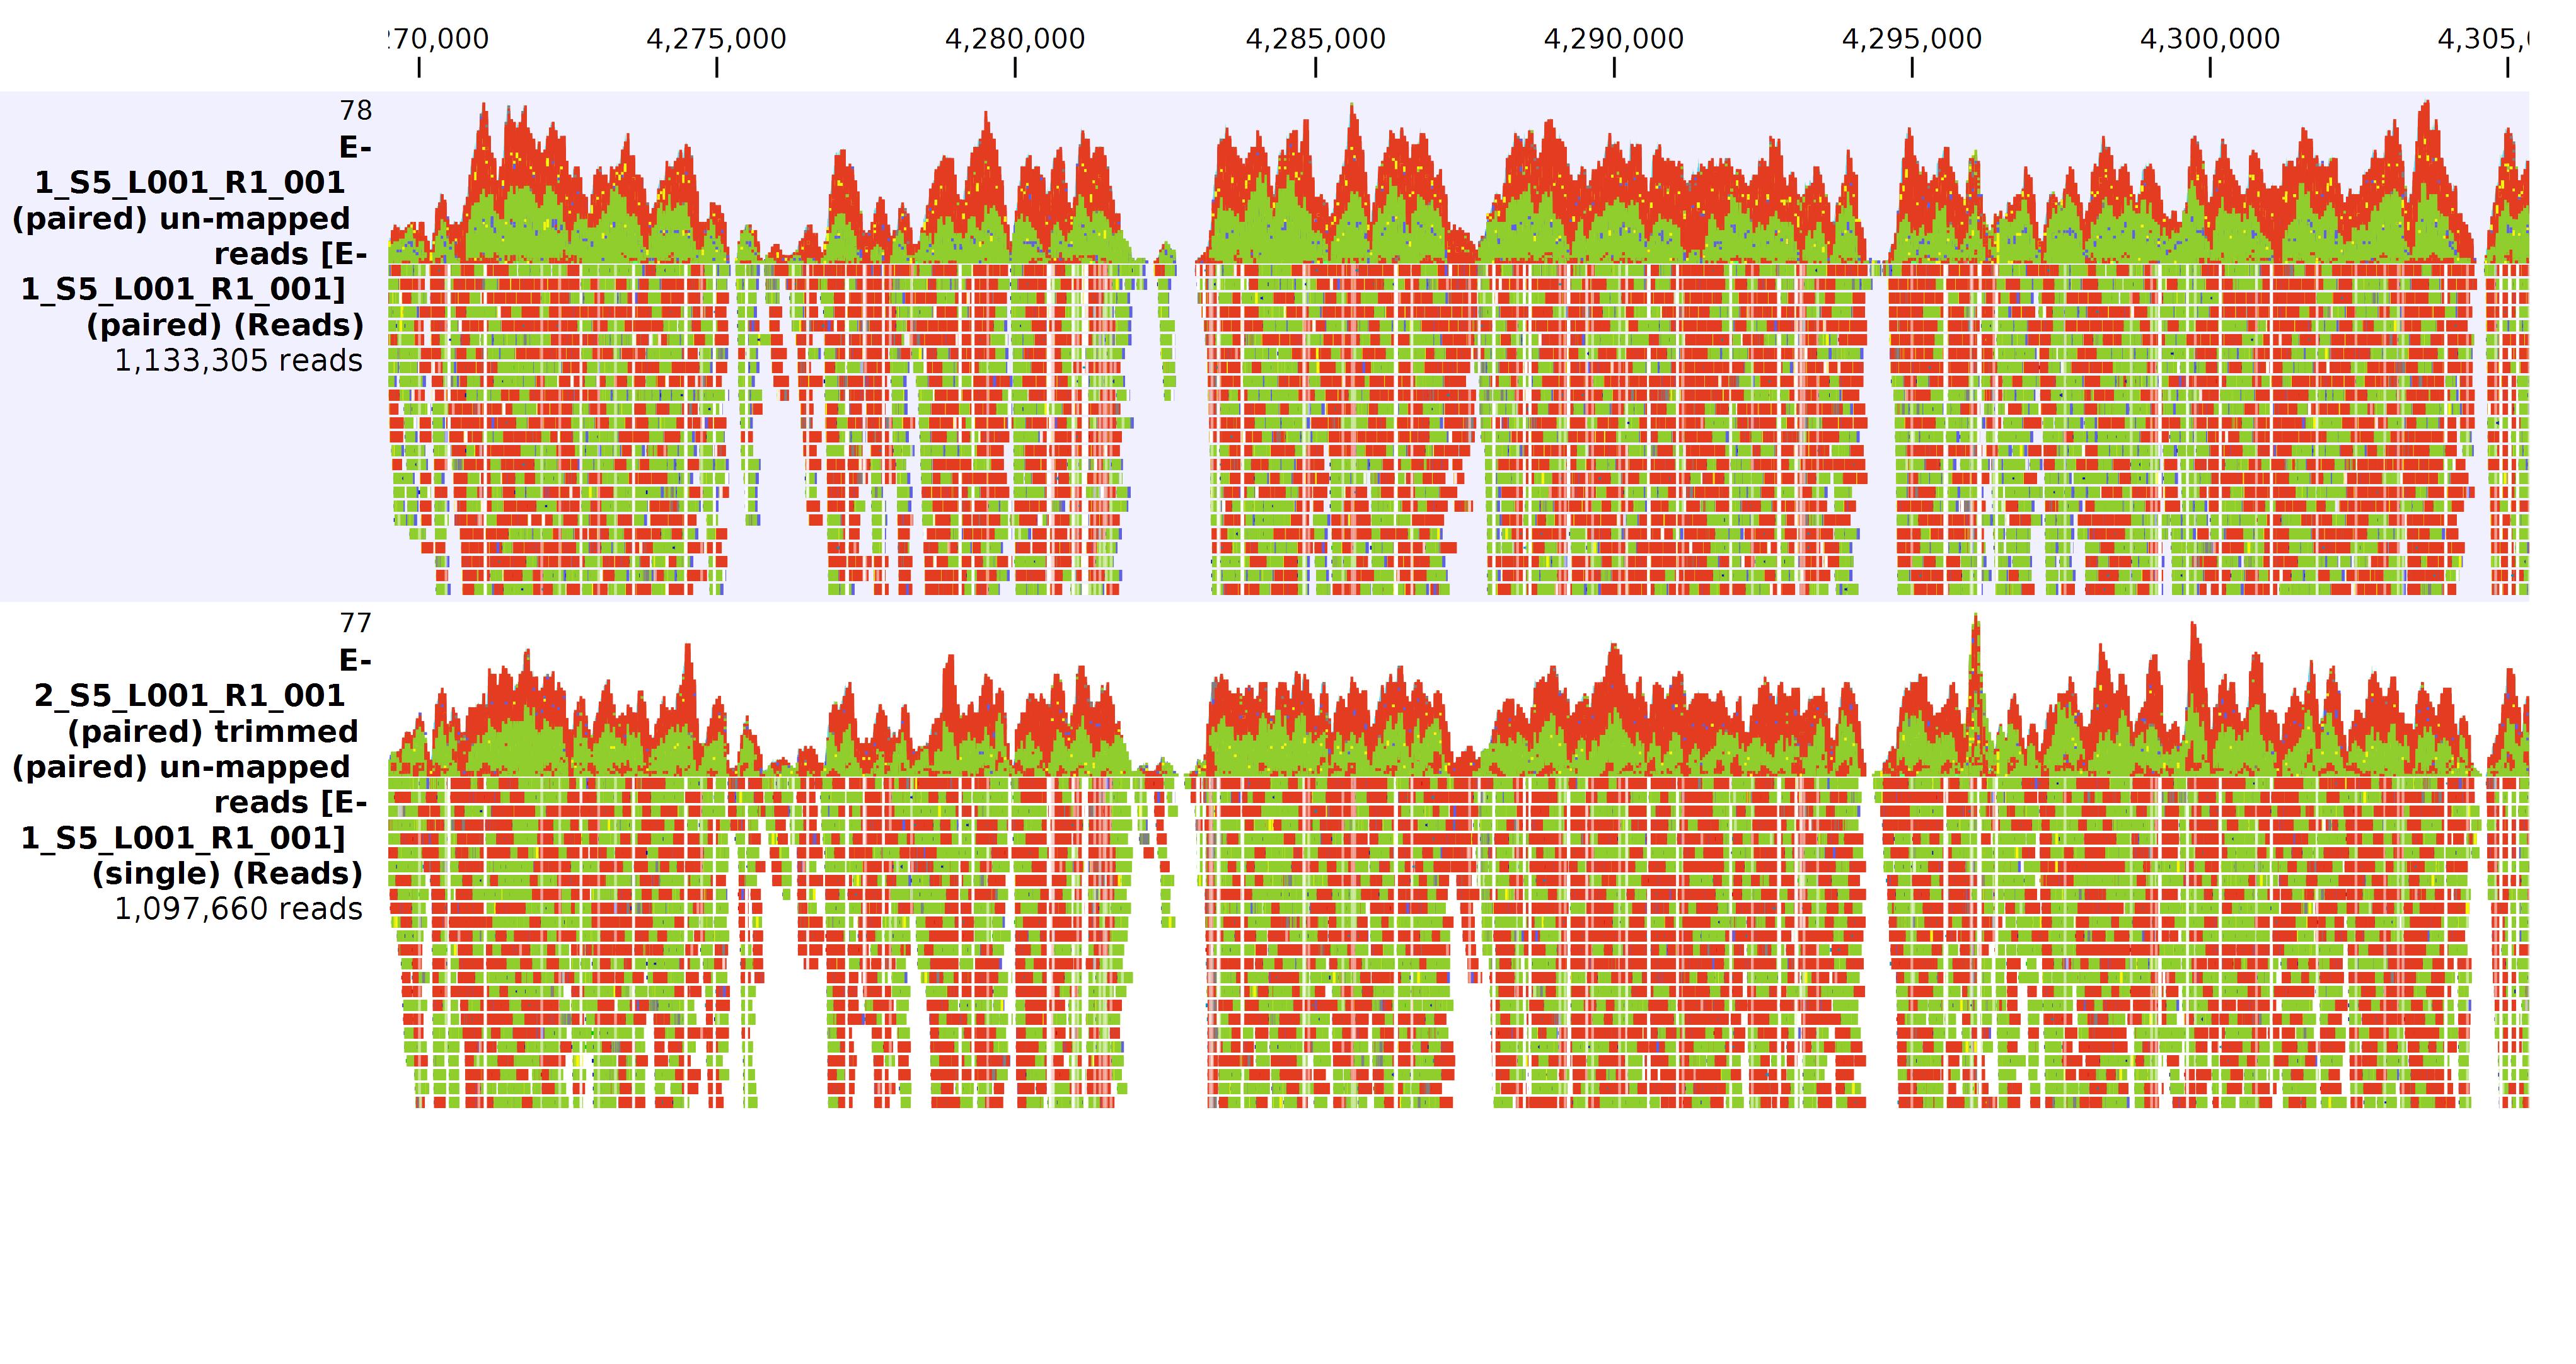 270,000 4,275,000 4,280,000 4,285,000 4,290,000 4,295,000 4,300,000 4,305,0
78
E-
1_S5_L001_R1_001
(paired) un-mapped
reads [E-
1_S5_L001_R1_001]
(paired) (Reads)
1,133,305 reads
77
E-
2_S5_L001_R1_001
(paired) trimmed
(paired) un-mapped
reads [E-
1_S5_L001_R1_001]
(single) (Reads)
1,097,660 reads